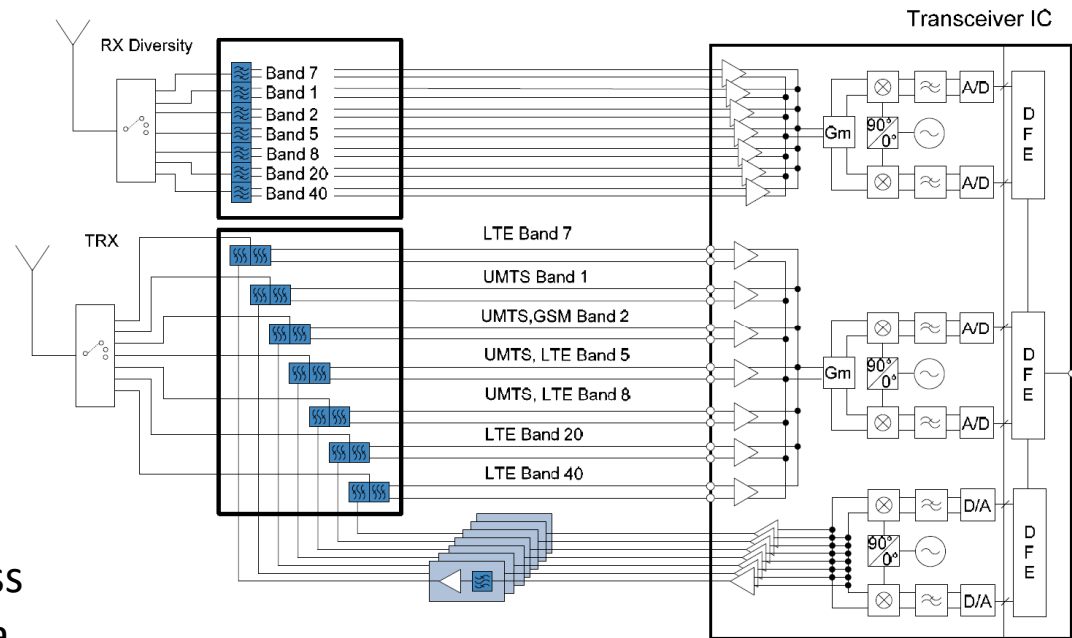 Transceiver IC
RX Diversity
Band 7
Band 1
Band 2
Band 5
Band 8
Band 20
Band 40
Gm
90°
0°
A/D
A/D
D
F
E
TRX
LTE Band 7
UMTS Band 1
UMTS,GSM Band 2
UMTS, LTE Band 5
UMTS, LTE Band 8
LTE Band 20
LTE Band 40
Gm
90°
0°
A/D
A/D
D
F
E
90°
0°
D/A
D/A
D
F
E